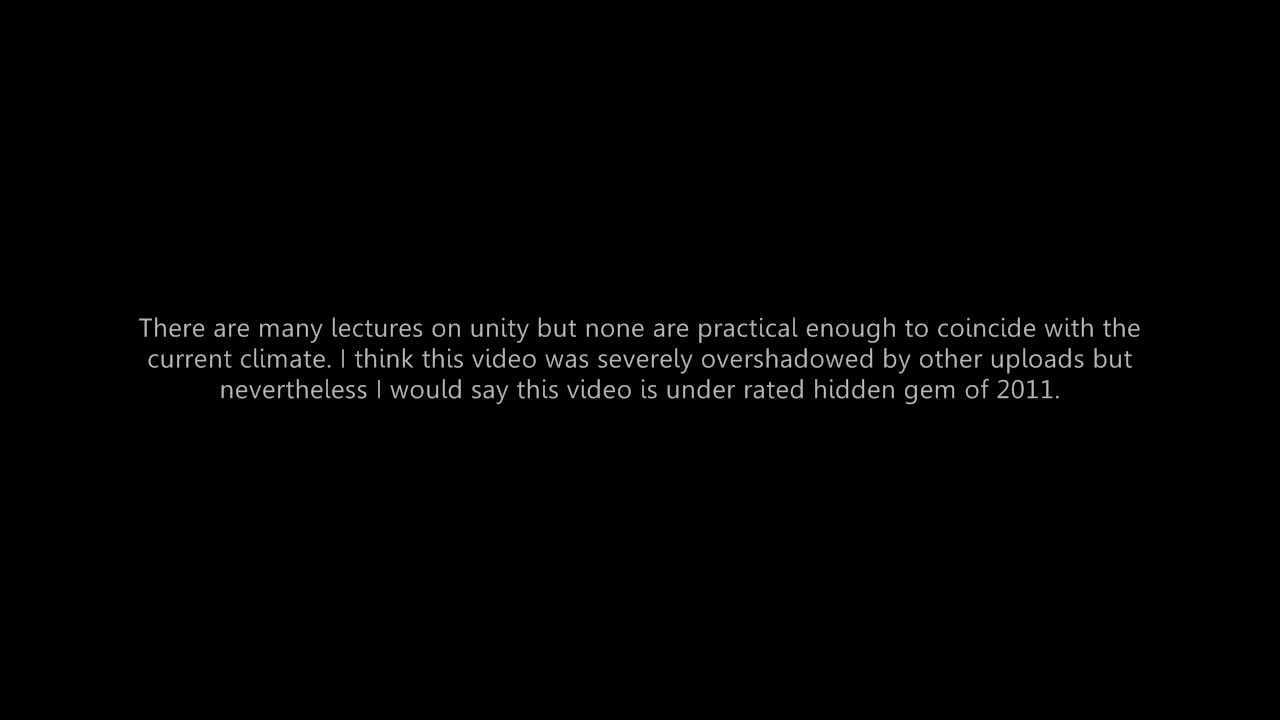 There are many lectures on unity but none are practical enough to coincide with the
current climate. I think this video was severely overshadowed by other uploads but
nevertheless I would say this video is under rated hidden gem of 2011.